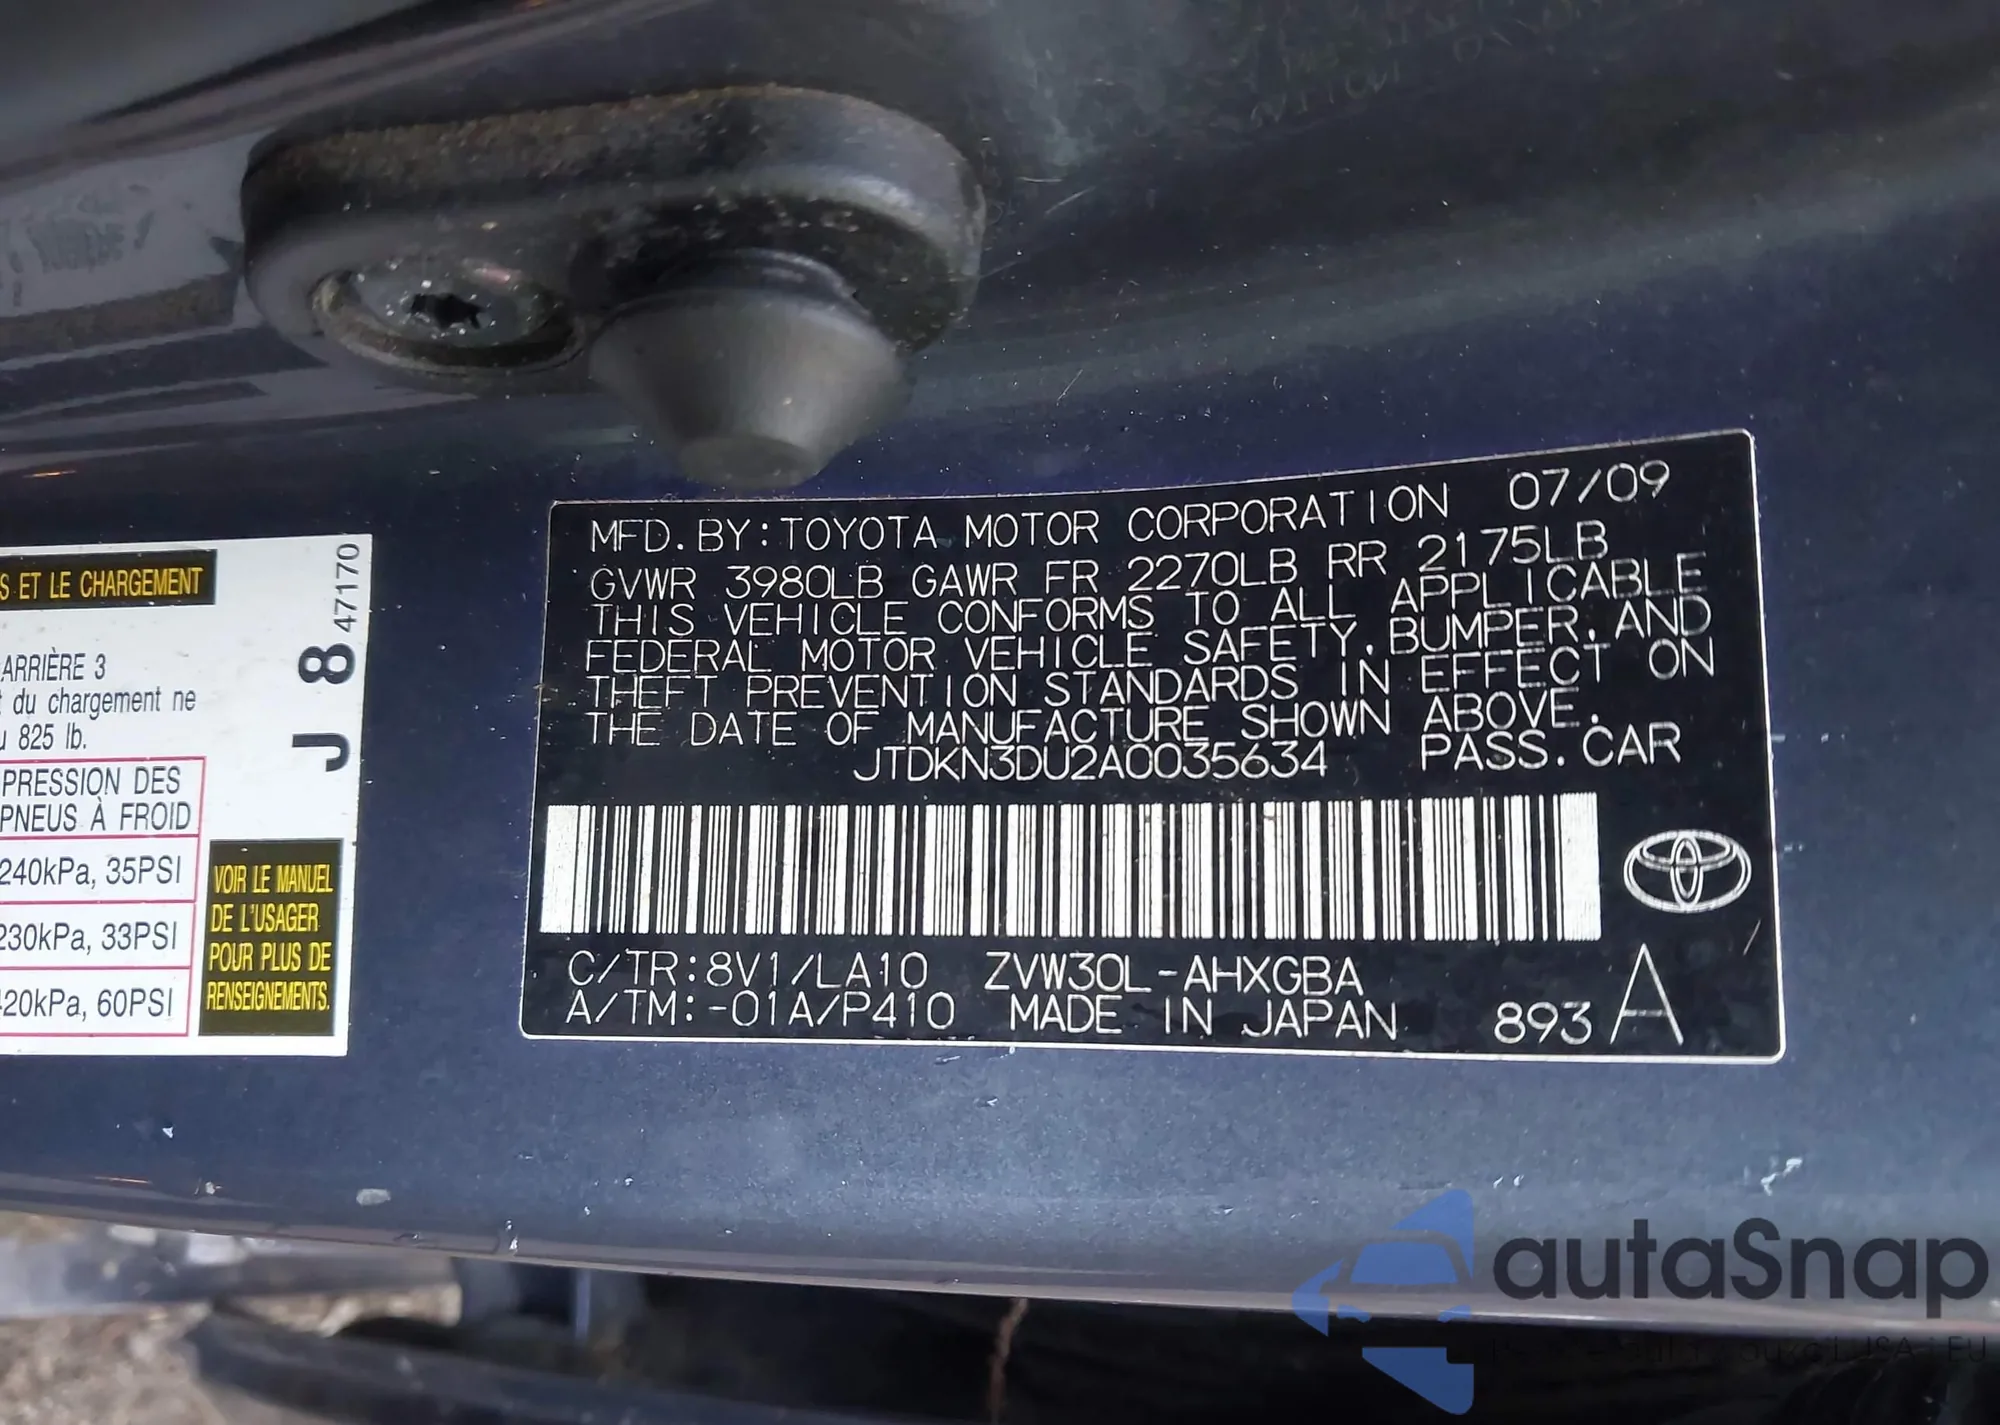 S ET LE CHARGEMENT
ARRIÈRE 3
du chargement ne
825 lb.
PRESSION DES
PNEUS À FROID
240kPa, 35PSI
230kPa, 33PSI
420kPa, 60PSI
J 8 47170
VOIR LE MANUEL
DE L'USAGER
POUR PLUS DE
RENSEIGNEMENTS.
MFD. BY: TOYOTA MOTOR CORPORATION 07/09
GVWR 3980LB GAWR FR 2270LB RR 2175LB
THIS VEHICLE CONFORMS TO ALL APPLICABLE
FEDERAL MOTOR VEHICLE SAFETY, BUMPER, AND
THEFT PREVENTION STANDARDS IN EFFECT ON
THE DATE OF MANUFACTURE SHOWN ABOVE.
JTDKN3DU2A0035634 PASS. CAR
C/TR: 8V1/LA10 ZVW30L-AHXGBA
A/TM: -01A/P410 MADE IN JAPAN 893 A
autaSnap